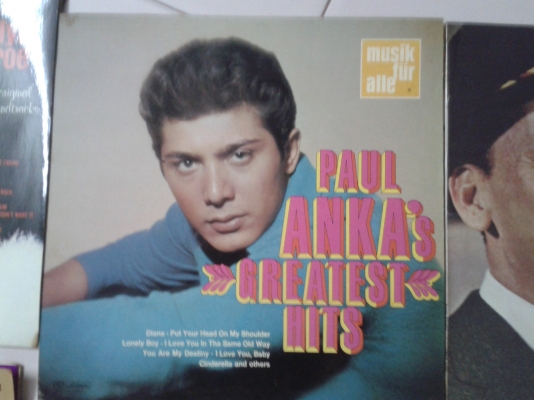 musik
für
alle
PAUL
ANKA's
GREATEST
HITS
Diana · Put Your Head On My Shoulder
Lonely Boy · I Love You In The Same Old Way
You Are My Destiny · I Love You, Baby
Cinderella and others